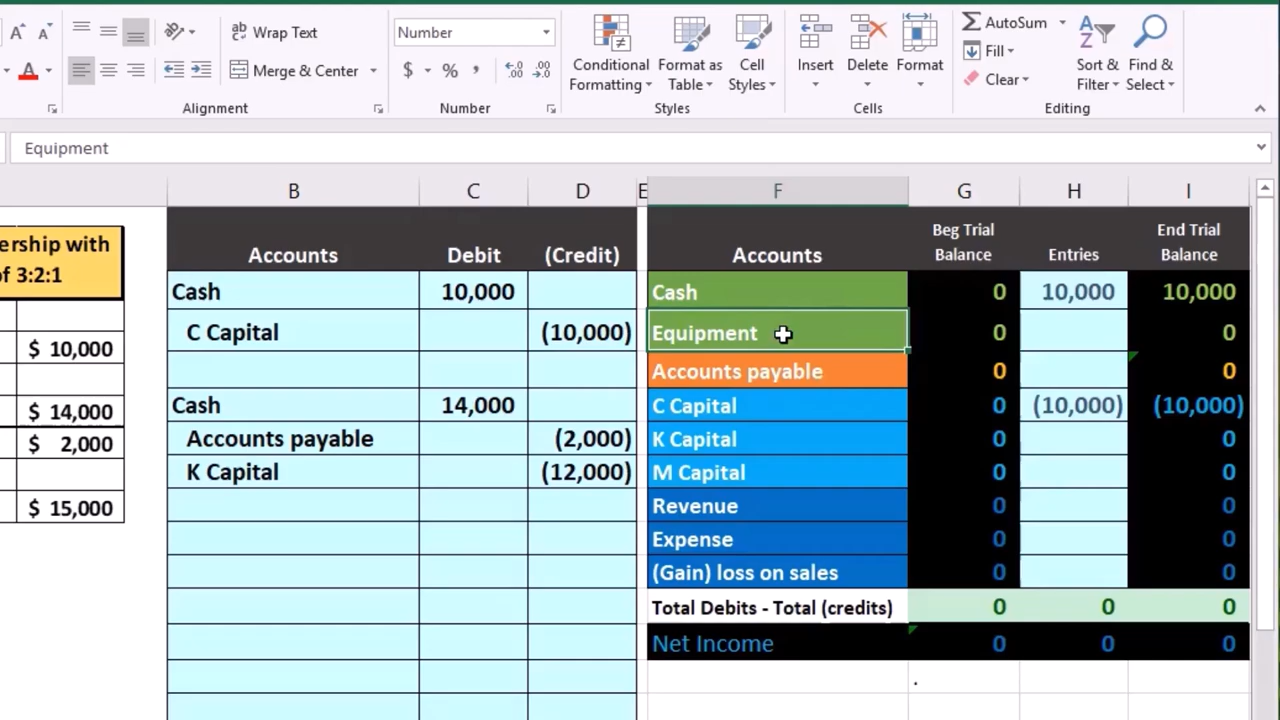 Wrap Text
Number
AutoSum
Merge & Center
$ % ,
Conditional Formatting
Format as Table
Cell Styles
Insert
Delete
Format
Fill
Clear
Sort & Filter
Find & Select
Alignment
Number
Styles
Cells
Editing
Equipment
B C D E F G H I
ership with
of 3:2:1
$ 10,000
$ 14,000
$ 2,000
$ 15,000
Accounts Debit (Credit)
Cash 10,000
C Capital (10,000)
Cash 14,000
Accounts payable (2,000)
K Capital (12,000)
Accounts Beg Trial Balance Entries End Trial Balance
Cash 0 10,000 10,000
Equipment 0 0
Accounts payable 0 0
C Capital 0 (10,000) (10,000)
K Capital 0 0
M Capital 0 0
Revenue 0 0
Expense 0 0
(Gain) loss on sales 0 0
Total Debits - Total (credits) 0 0 0
Net Income 0 0 0
.